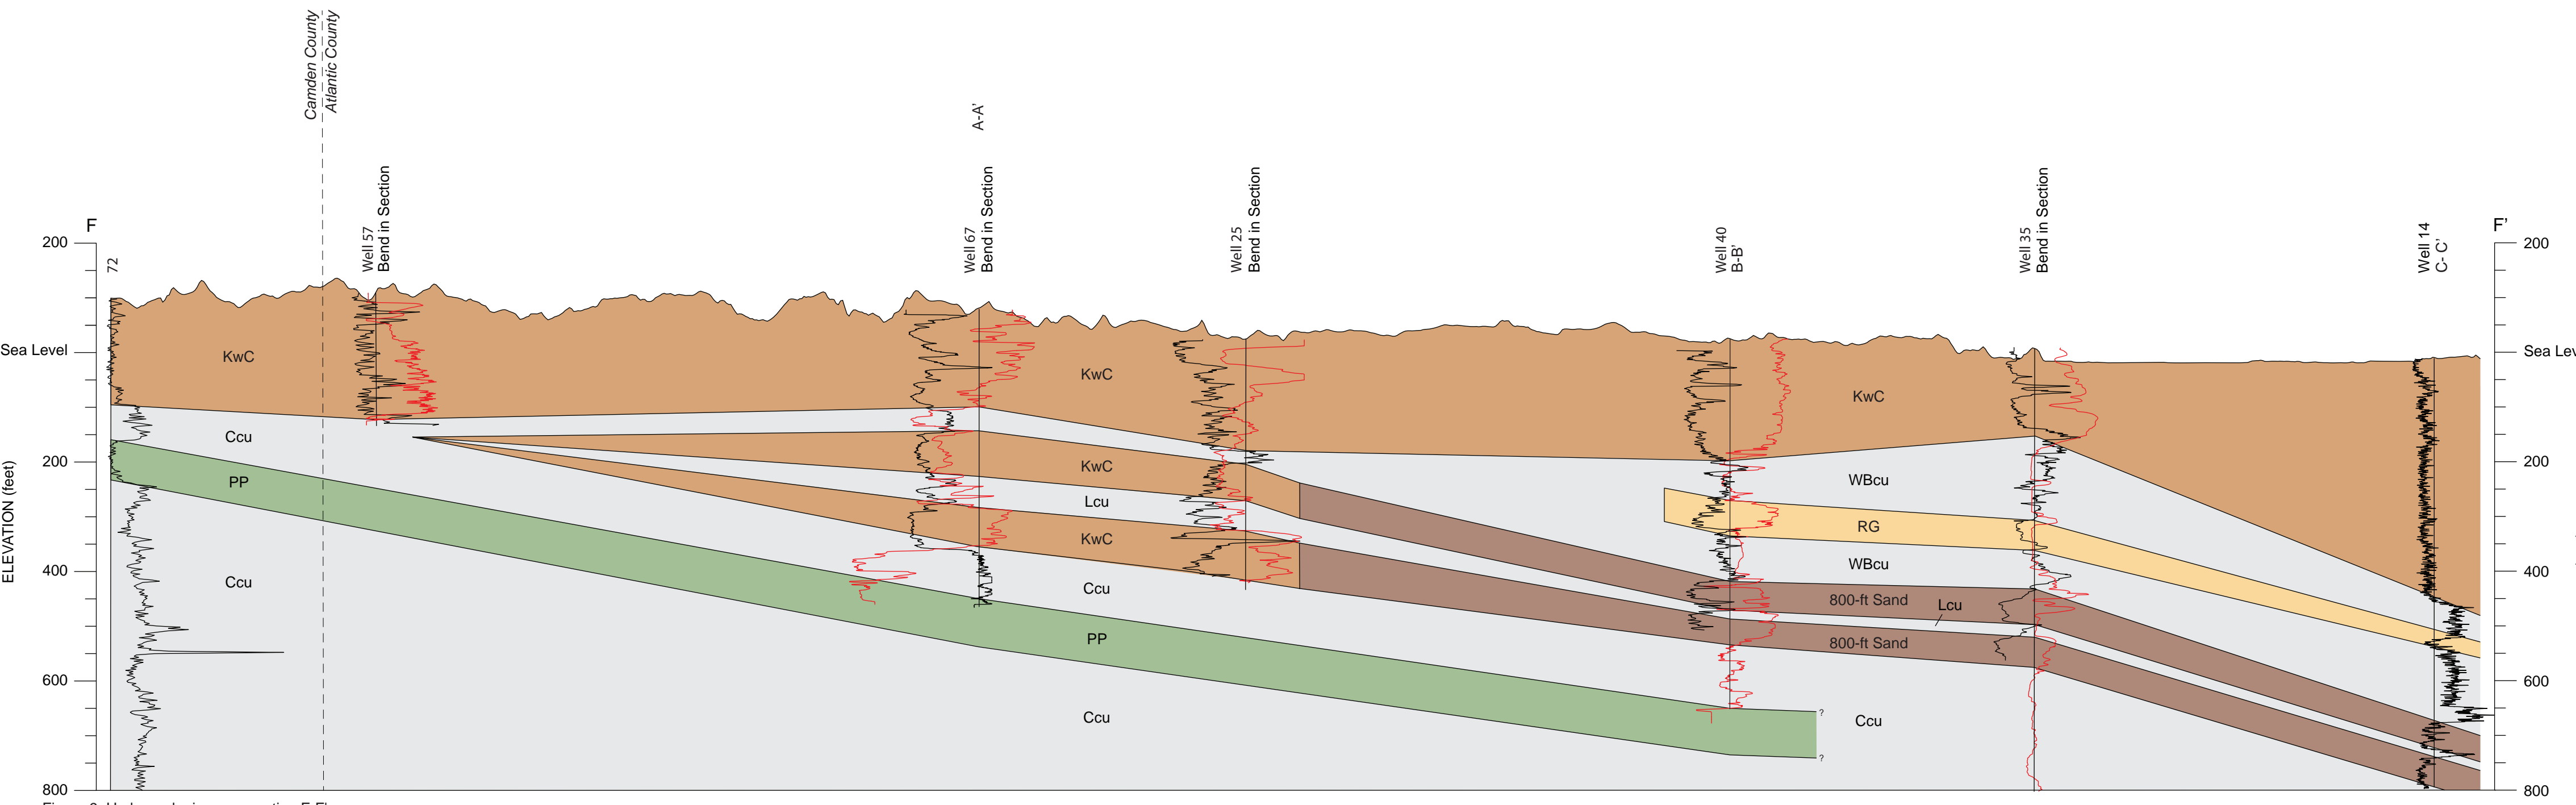 Camden County
Atlantic County
A-A’
F
F’
72
Well 57
Bend in Section
Well 67
Bend in Section
Well 25
Bend in Section
Well 40
B-B’
Well 35
Bend in Section
Well 14
C- C’
200
200
Sea Level
Sea Lev
KwC
KwC
KwC
Ccu
200
200
KwC
WBcu
PP
Lcu
RG
KwC
WBcu
400
400
Ccu
Ccu
800-ft Sand
Lcu
PP
800-ft Sand
600
600
Ccu
Ccu
?
?
800
800
ELEVATION (feet)